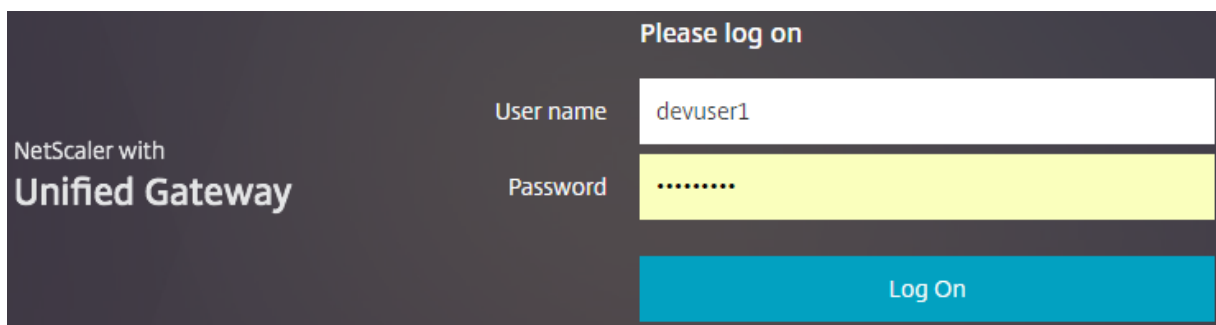 Please log on
User name
devuser1
NetScaler with
Unified Gateway
Password
•••••••••
Log On